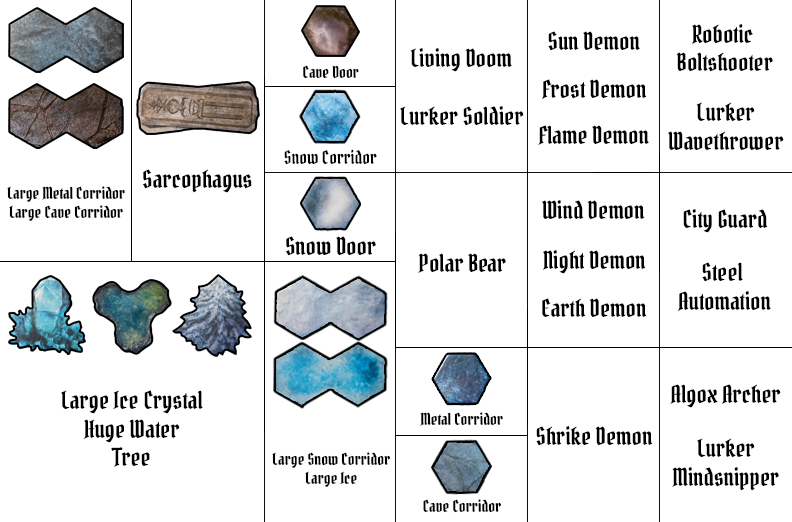 Large Metal Corridor
Large Cave Corridor
Sarcophagus
Cave Door
Snow Corridor
Snow Door
Living Doom
Lurker Soldier
Sun Demon
Frost Demon
Flame Demon
Robotic
Boltshooter
Lurker
Wavethrower
Polar Bear
Wind Demon
Night Demon
Earth Demon
City Guard
Steel
Automation
Large Ice Crystal
Huge Water
Tree
Large Snow Corridor
Large Ice
Metal Corridor
Cave Corridor
Shrike Demon
Algox Archer
Lurker
Mindsnipper